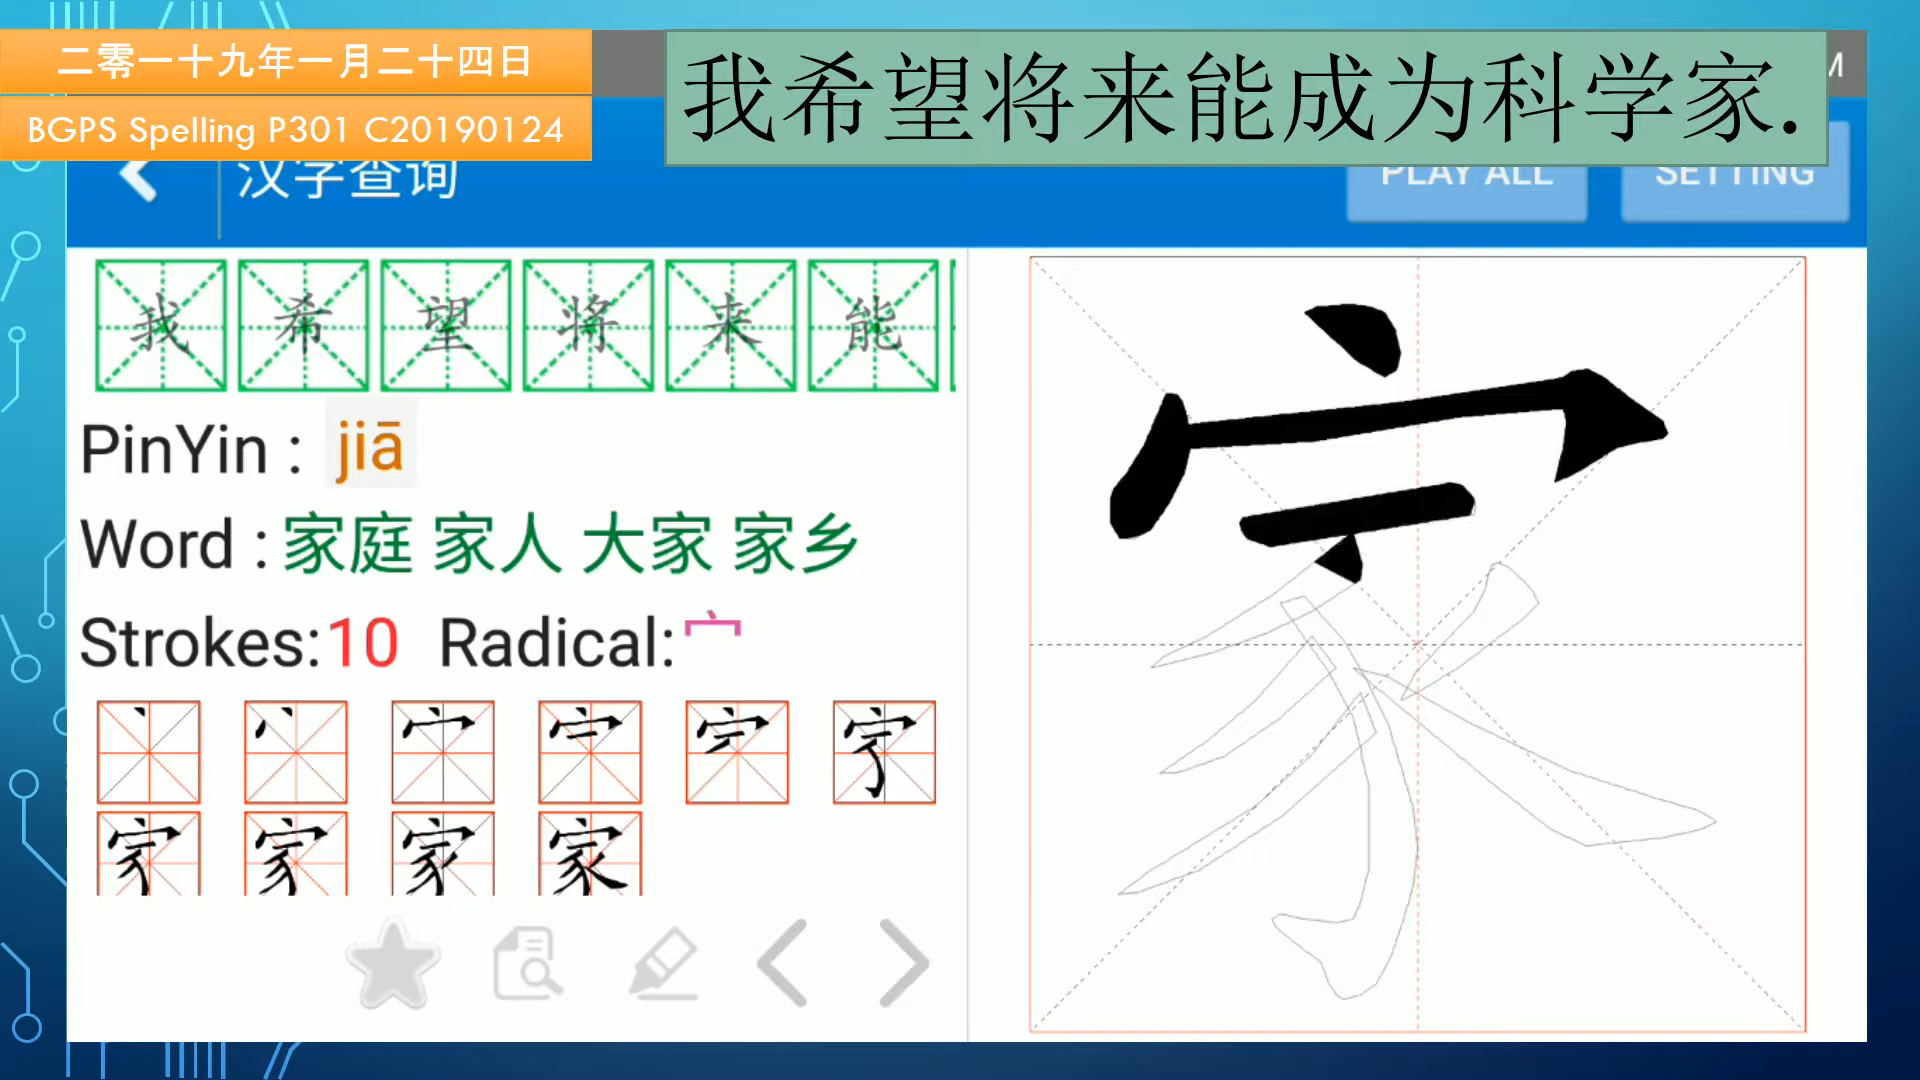 二零一十九年一月二十四日
BGPS Spelling P301 C20190124
我希望将来能成为科学家.
M
汉字查询
PLAY ALL
SETTING
我 希 望 将 来 能
PinYin : jiā
Word : 家庭 家人 大家 家乡
Strokes:10 Radical:宀